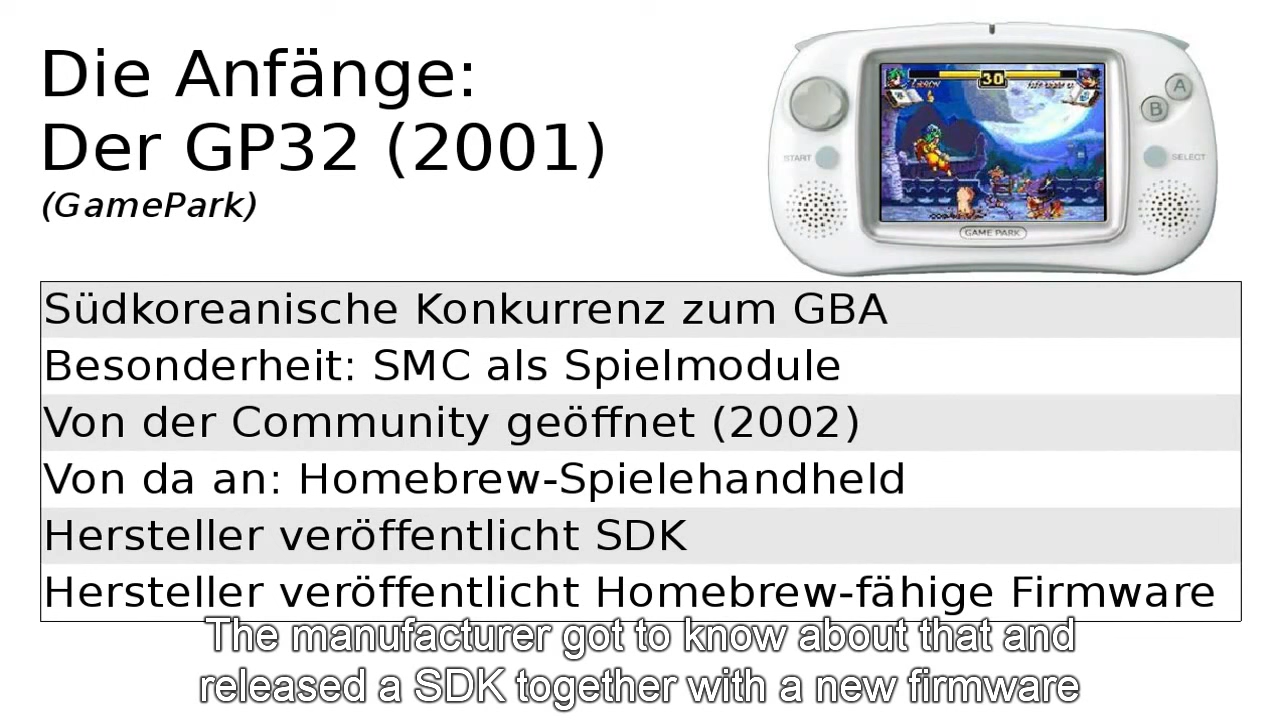 Die Anfänge:
Der GP32 (2001)
(GamePark)
30
START
A
B
SELECT
GAME PARK
Südkoreanische Konkurrenz zum GBA
Besonderheit: SMC als Spielmodule
Von der Community geöffnet (2002)
Von da an: Homebrew-Spielehandheld
Hersteller veröffentlicht SDK
Hersteller veröffentlicht Homebrew-fähige Firmware
The manufacturer got to know about that and
released a SDK together with a new firmware